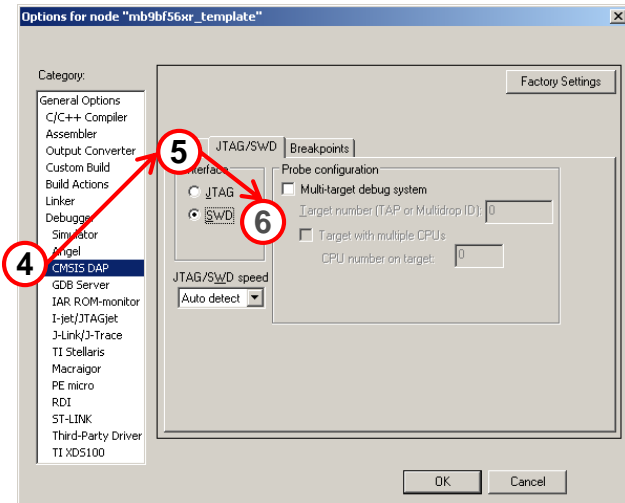 Options for node "mb9bf56xr_template"
Category:
Factory Settings
General Options
C/C++ Compiler
Assembler
Output Converter
Custom Build
Build Actions
Linker
Debugger
Simulator
Angel
CMSIS DAP
GDB Server
IAR ROM-monitor
I-jet/JTAGjet
J-Link/J-Trace
TI Stellaris
Macraigor
PE micro
RDI
ST-LINK
Third-Party Driver
TI XDS100
4
5
6
JTAG/SWD
Breakpoints
Interface
JTAG
SWD
JTAG/SWD speed
Auto detect
Probe configuration
Multi-target debug system
Target number (TAP or Multidrop ID): 0
Target with multiple CPUs
CPU number on target: 0
OK
Cancel